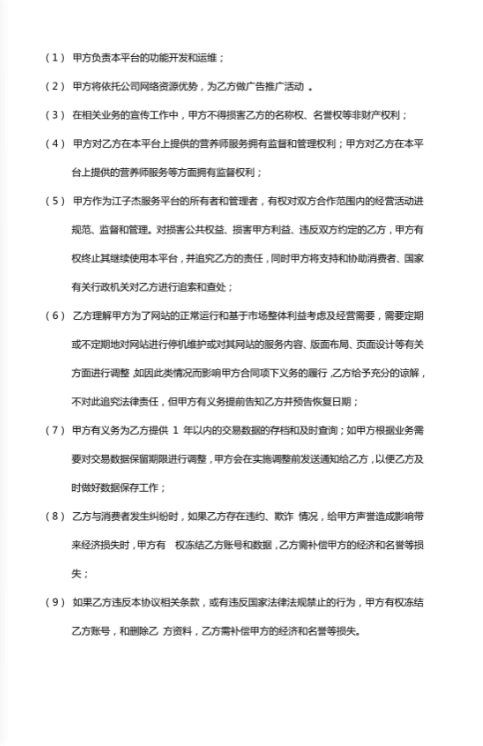 （1） 甲方负责本平台的功能开发和运维；
（2） 甲方将依托公司网络资源优势，为乙方做广告推广活动 。
（3） 在相关业务的宣传工作中，甲方不得损害乙方的名称权、名誉权等非财产权利；
（4） 甲方对乙方在本平台上提供的营养师服务拥有监督和管理权利；甲方对乙方在本平
台上提供的营养师服务等方面拥有监督权利；
（5） 甲方作为江子杰服务平台的所有者和管理者，有权对双方合作范围内的经营活动进
规范、监督和管理。对损害公共权益、损害甲方利益、违反双方约定的乙方，甲方有
权终止其继续使用本平台，并追究乙方的责任，同时甲方将支持和协助消费者、国家
有关行政机关对乙方进行追索和查处；
（6） 乙方理解甲方为了网站的正常运行和基于市场整体利益考虑及经营需要，需要定期
或不定期地对网站进行停机维护或对其网站的服务内容、版面布局、页面设计等有关
方面进行调整，如因此类情况而影响甲方合同项下义务的履行，乙方给予充分的谅解，
不对此追究法律责任，但甲方有义务提前告知乙方并预告恢复日期；
（7） 甲方有义务为乙方提供 1 年以内的交易数据的存档和及时查询；如甲方根据业务需
要对交易数据保留期限进行调整，甲方会在实施调整前发送通知给乙方，以便乙方及
时做好数据保存工作；
（8） 乙方与消费者发生纠纷时，如果乙方存在违约、欺诈 情况，给甲方声誉造成影响带
来经济损失时，甲方有 权冻结乙方账号和数据，乙方需补偿甲方的经济和名誉等损
失；
（9） 如果乙方违反本协议相关条款，或有违反国家法律法规禁止的行为，甲方有权冻结
乙方账号，和删除乙 方资料，乙方需补偿甲方的经济和名誉等损失。